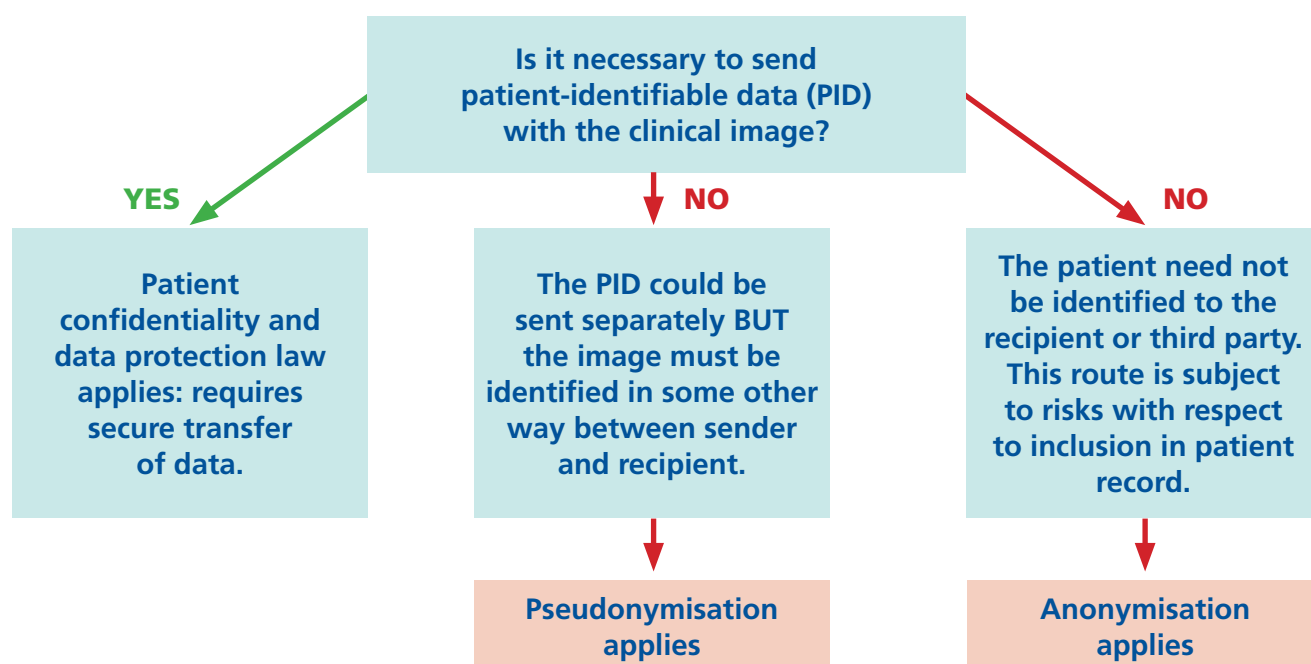 Is it necessary to send
patient-identifiable data (PID)
with the clinical image?
YES
NO
NO
Patient
confidentiality and
data protection law
applies: requires
secure transfer
of data.
The PID could be
sent separately BUT
the image must be
identified in some other
way between sender
and recipient.
The patient need not
be identified to the
recipient or third party.
This route is subject
to risks with respect
to inclusion in patient
record.
Pseudonymisation
applies
Anonymisation
applies